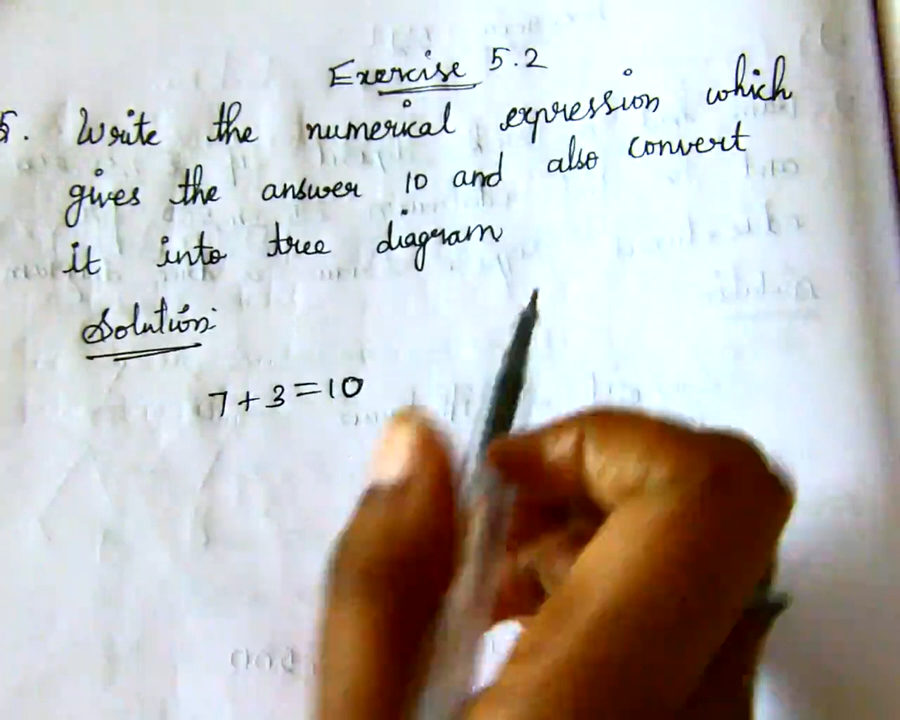 Exercise 5.2
5. Write the numerical expression which
gives the answer 10 and also convert
it into tree diagram
Solution:
7+3=10